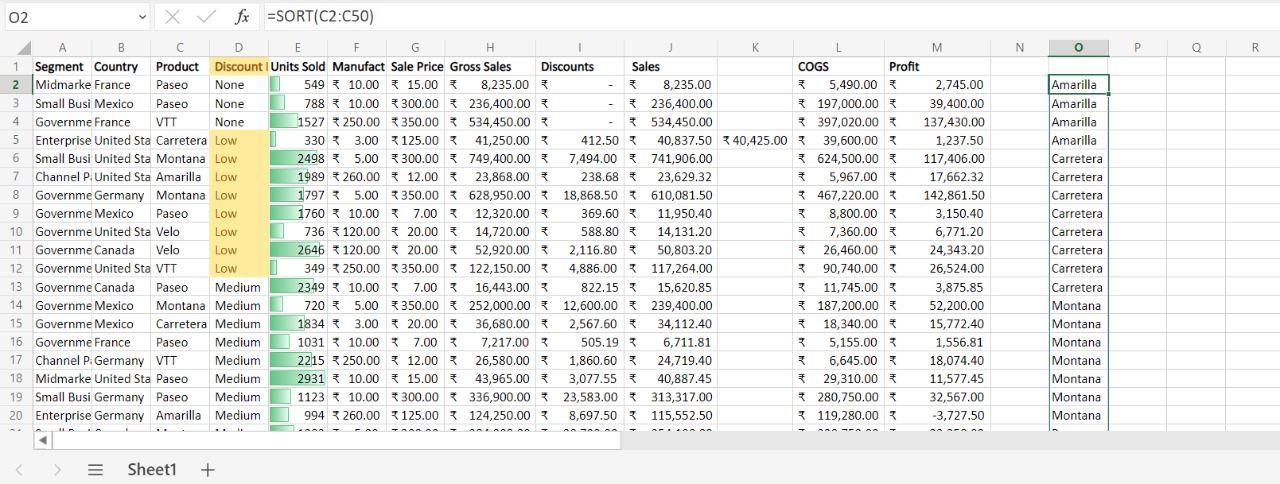 O2 fx =SORT(C2:C50)
A B C D E F G H I J K L M N O P Q R
1 Segment Country Product Discount Units Sold Manufact Sale Price Gross Sales Discounts Sales COGS Profit
2 Midmarke France Paseo None 549 ₹ 10.00 ₹ 15.00 ₹ 8,235.00 ₹ - ₹ 8,235.00 ₹ 5,490.00 ₹ 2,745.00 Amarilla
3 Small Busi Mexico Paseo None 788 ₹ 10.00 ₹ 300.00 ₹ 236,400.00 ₹ - ₹ 236,400.00 ₹ 197,000.00 ₹ 39,400.00 Amarilla
4 Governme France VTT None 1527 ₹ 250.00 ₹ 350.00 ₹ 534,450.00 ₹ - ₹ 534,450.00 ₹ 397,020.00 ₹ 137,430.00 Amarilla
5 Enterprise United Sta Carretera Low 330 ₹ 3.00 ₹ 125.00 ₹ 41,250.00 ₹ 412.50 ₹ 40,837.50 ₹ 40,425.00 ₹ 39,600.00 ₹ 1,237.50 Amarilla
6 Small Busi United Sta Montana Low 2498 ₹ 5.00 ₹ 300.00 ₹ 749,400.00 ₹ 7,494.00 ₹ 741,906.00 ₹ 624,500.00 ₹ 117,406.00 Carretera
7 Channel P United Sta Amarilla Low 1989 ₹ 260.00 ₹ 12.00 ₹ 23,868.00 ₹ 238.68 ₹ 23,629.32 ₹ 5,967.00 ₹ 17,662.32 Carretera
8 Governme Germany Montana Low 1797 ₹ 5.00 ₹ 350.00 ₹ 628,950.00 ₹ 18,868.50 ₹ 610,081.50 ₹ 467,220.00 ₹ 142,861.50 Carretera
9 Governme Mexico Paseo Low 1760 ₹ 10.00 ₹ 7.00 ₹ 12,320.00 ₹ 369.60 ₹ 11,950.40 ₹ 8,800.00 ₹ 3,150.40 Carretera
10 Governme United Sta Velo Low 736 ₹ 120.00 ₹ 20.00 ₹ 14,720.00 ₹ 588.80 ₹ 14,131.20 ₹ 7,360.00 ₹ 6,771.20 Carretera
11 Governme Canada Velo Low 2646 ₹ 120.00 ₹ 20.00 ₹ 52,920.00 ₹ 2,116.80 ₹ 50,803.20 ₹ 26,460.00 ₹ 24,343.20 Carretera
12 Governme United Sta VTT Low 349 ₹ 250.00 ₹ 350.00 ₹ 122,150.00 ₹ 4,886.00 ₹ 117,264.00 ₹ 90,740.00 ₹ 26,524.00 Carretera
13 Governme Canada Paseo Medium 2349 ₹ 10.00 ₹ 7.00 ₹ 16,443.00 ₹ 822.15 ₹ 15,620.85 ₹ 11,745.00 ₹ 3,875.85 Carretera
14 Governme Mexico Montana Medium 720 ₹ 5.00 ₹ 350.00 ₹ 252,000.00 ₹ 12,600.00 ₹ 239,400.00 ₹ 187,200.00 ₹ 52,200.00 Montana
15 Governme Mexico Carretera Medium 1834 ₹ 3.00 ₹ 20.00 ₹ 36,680.00 ₹ 2,567.60 ₹ 34,112.40 ₹ 18,340.00 ₹ 15,772.40 Montana
16 Governme France Paseo Medium 1031 ₹ 10.00 ₹ 7.00 ₹ 7,217.00 ₹ 505.19 ₹ 6,711.81 ₹ 5,155.00 ₹ 1,556.81 Montana
17 Channel P Germany VTT Medium 2215 ₹ 250.00 ₹ 12.00 ₹ 26,580.00 ₹ 1,860.60 ₹ 24,719.40 ₹ 6,645.00 ₹ 18,074.40 Montana
18 Midmarke United Sta Paseo Medium 2931 ₹ 10.00 ₹ 15.00 ₹ 43,965.00 ₹ 3,077.55 ₹ 40,887.45 ₹ 29,310.00 ₹ 11,577.45 Montana
19 Small Busi Germany Paseo Medium 1123 ₹ 10.00 ₹ 300.00 ₹ 336,900.00 ₹ 23,583.00 ₹ 313,317.00 ₹ 280,750.00 ₹ 32,567.00 Montana
20 Enterprise Germany Amarilla Medium 994 ₹ 260.00 ₹ 125.00 ₹ 124,250.00 ₹ 8,697.50 ₹ 115,552.50 ₹ 119,280.00 ₹ -3,727.50 Montana
Sheet1